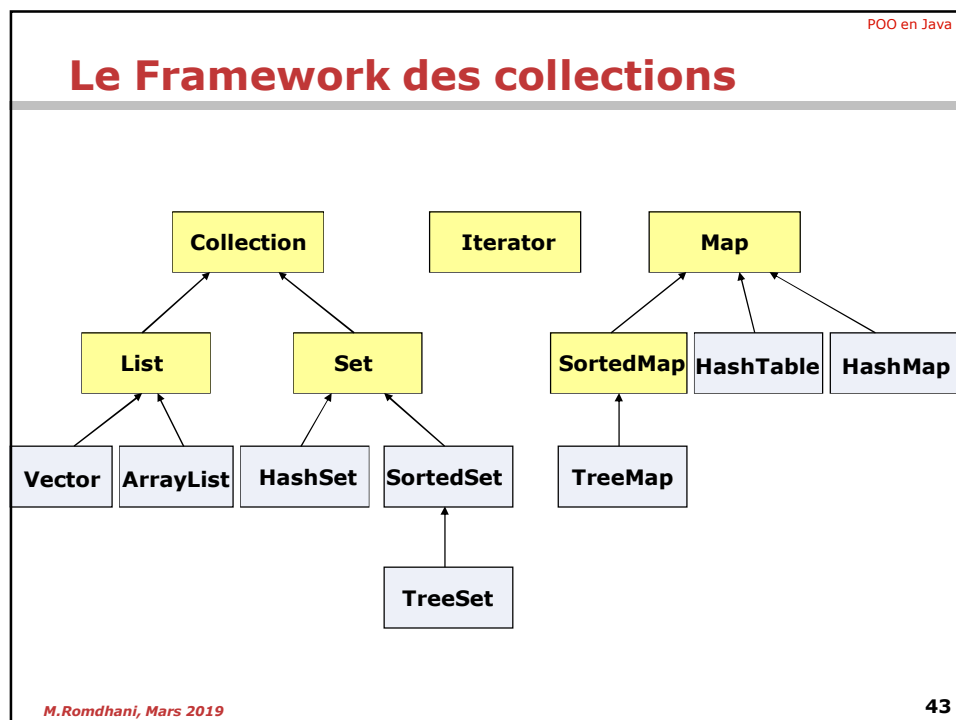 POO en Java
Le Framework des collections
Collection
Iterator
Map
List
Set
SortedMap
HashTable
HashMap
Vector
ArrayList
HashSet
SortedSet
TreeMap
TreeSet
M.Romdhani, Mars 2019
43